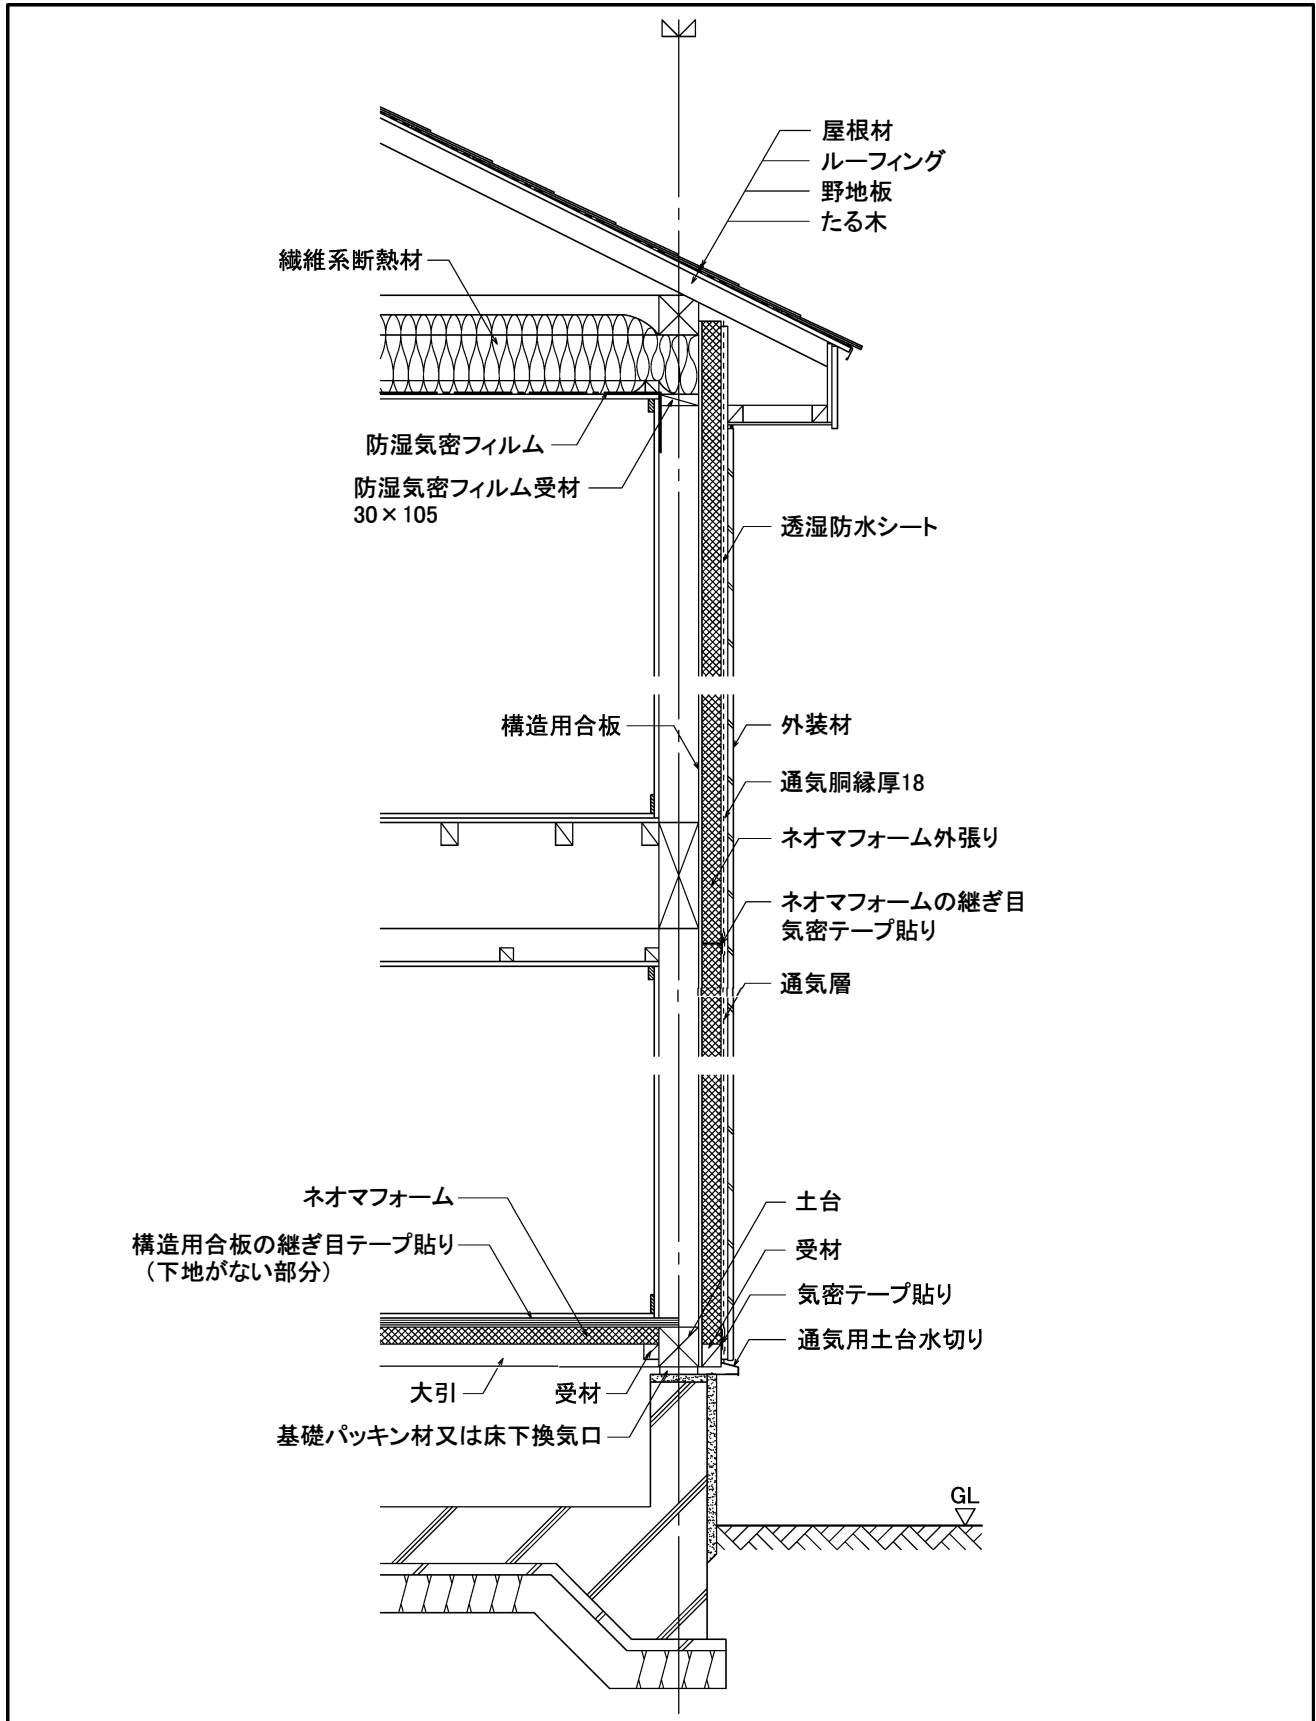 屋根材
ルーフィング
野地板
たる木
繊維系断熱材
防湿気密フィルム
防湿気密フィルム受材
30×105
透湿防水シート
構造用合板
外装材
通気胴縁厚18
ネオマフォーム外張り
ネオマフォームの継ぎ目
気密テープ貼り
通気層
ネオマフォーム
構造用合板の継ぎ目テープ貼り
（下地がない部分）
土台
受材
気密テープ貼り
通気用土台水切り
大引
受材
基礎パッキン材又は床下換気口
GL